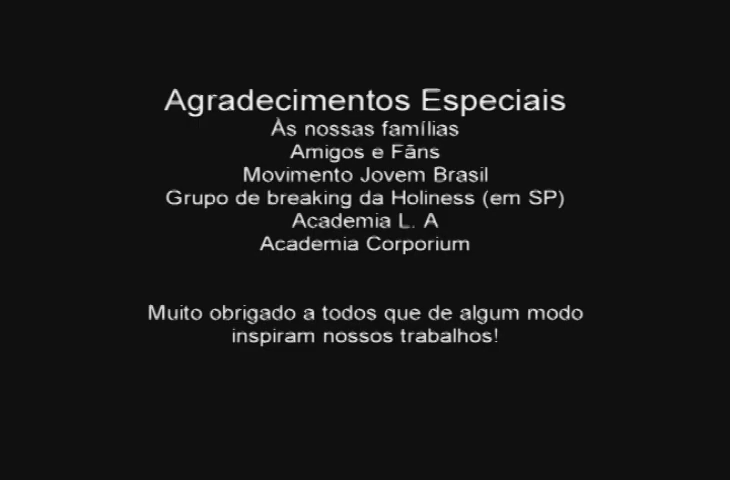 Agradecimentos Especiais
Às nossas famílias
Amigos e Fãns
Movimento Jovem Brasil
Grupo de breaking da Holiness (em SP)
Academia L. A
Academia Corporium
Muito obrigado a todos que de algum modo
inspiram nossos trabalhos!